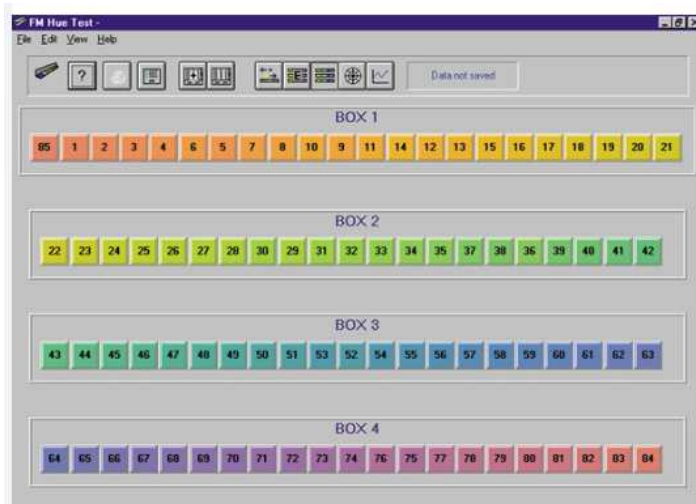 FM Hue Test -
File Edit View Help
? Data not saved
BOX 1
85 1 2 3 4 6 5 7 8 10 9 11 14 12 13 15 16 17 18 19 20 21
BOX 2
22 23 24 25 26 27 28 30 29 31 32 33 34 35 37 38 36 39 40 41 42
BOX 3
43 44 45 46 47 48 49 50 51 53 52 54 55 56 57 58 59 60 61 62 63
BOX 4
64 65 66 67 68 69 70 71 72 73 74 76 75 77 78 79 80 81 82 83 84